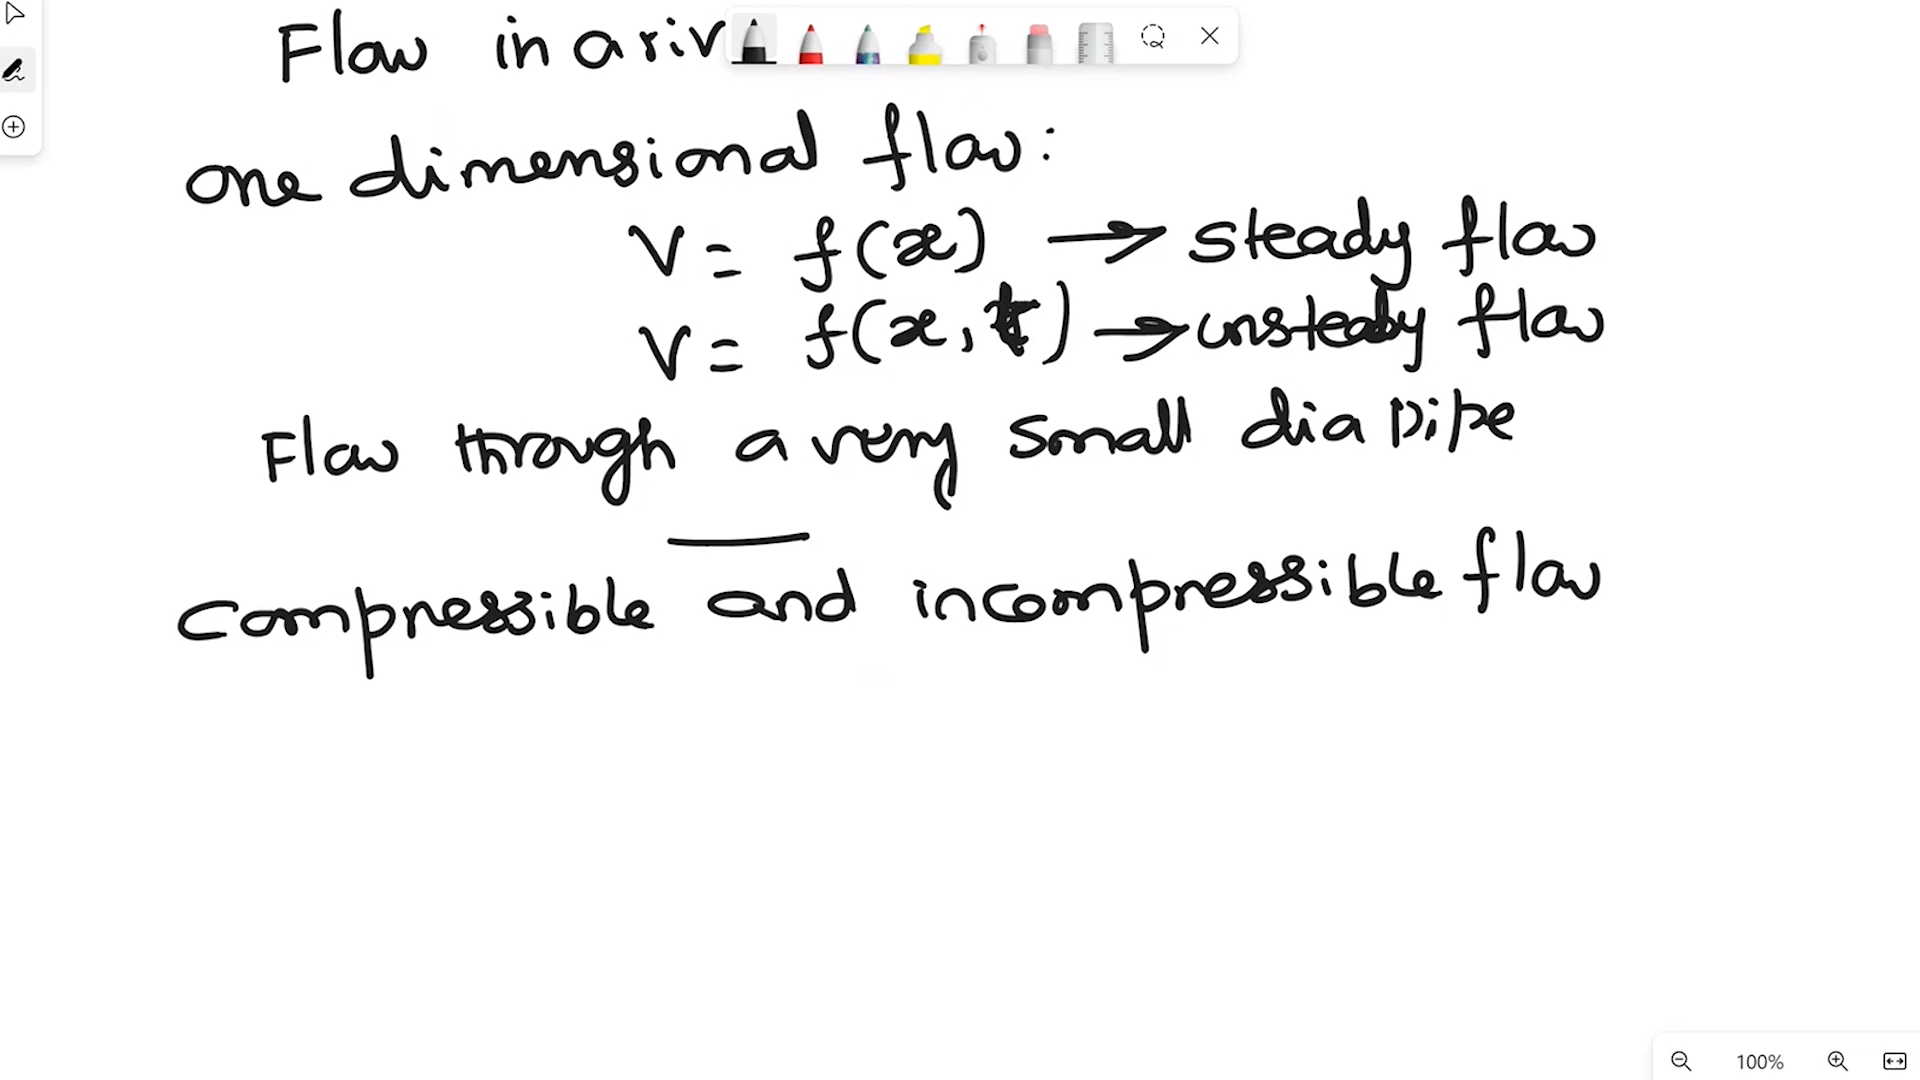 Flow in a riv
one dimensional flow:
V = f(x) → steady flow
V = f(x, t) → unsteady flow
Flow through a very small dia Pipe
compressible and incompressible flow
100%